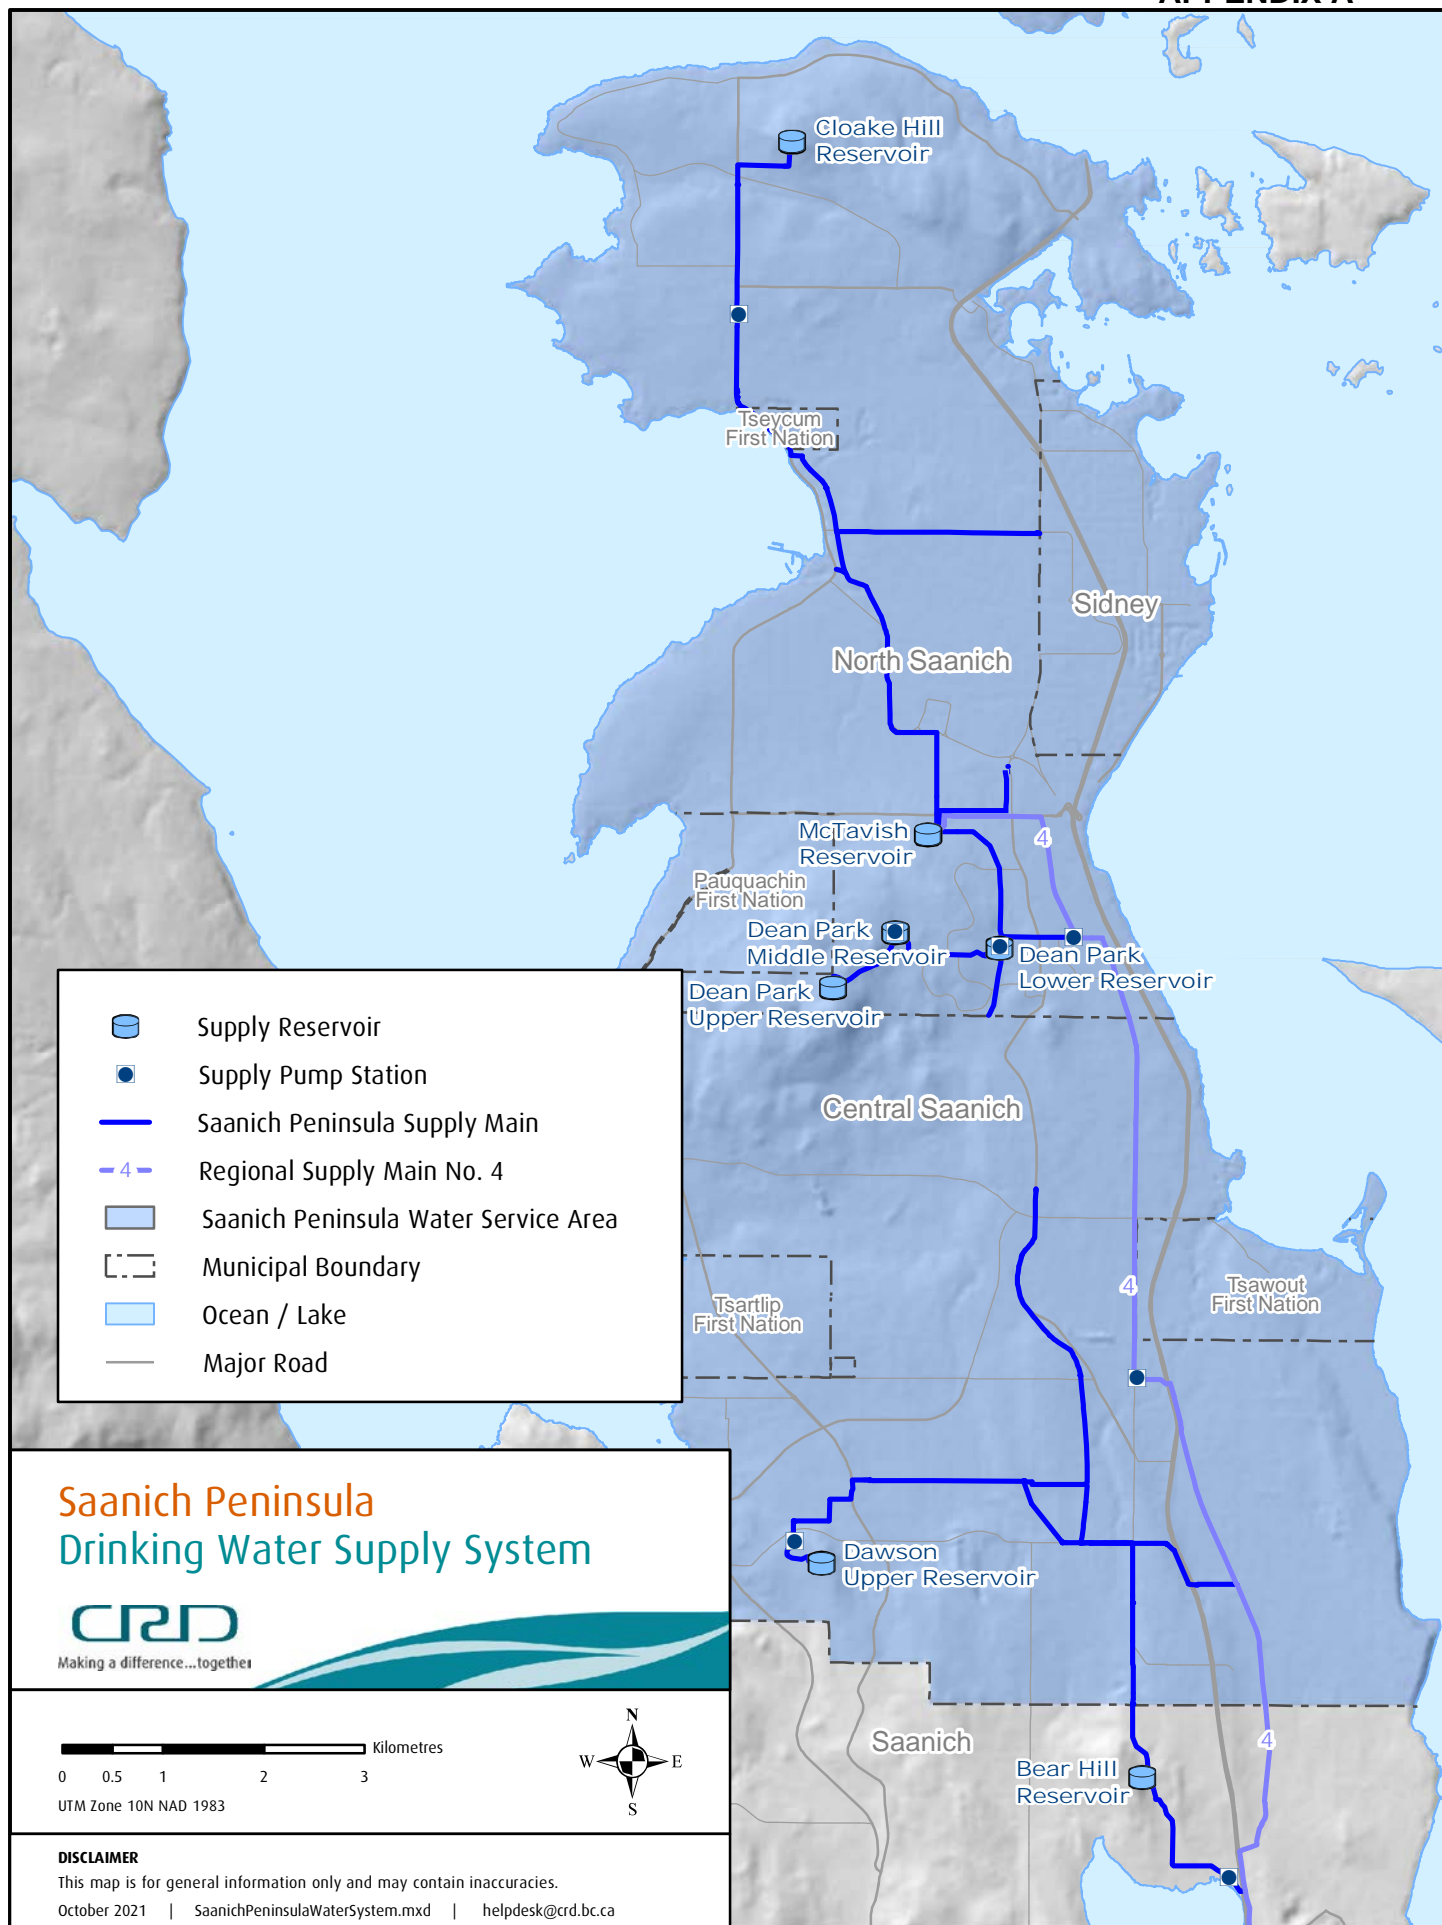 APPENDIX A
Cloake Hill
Reservoir
Tseycum
First Nation
Sidney
North Saanich
McTavish
Reservoir
4
Pauquachin
First Nation
Dean Park
Middle Reservoir
Dean Park
Lower Reservoir
Dean Park
Upper Reservoir
Supply Reservoir
Supply Pump Station
Saanich Peninsula Supply Main
4
Regional Supply Main No. 4
Saanich Peninsula Water Service Area
Municipal Boundary
Ocean / Lake
Major Road
Central Saanich
4
Tsawout
First Nation
Tsartlip
First Nation
Saanich Peninsula
Drinking Water Supply System
CRD
Making a difference...together
Dawson
Upper Reservoir
Saanich
4
Bear Hill
Reservoir
Kilometres
0 0.5 1 2 3
UTM Zone 10N NAD 1983
N
W E
S
DISCLAIMER
This map is for general information only and may contain inaccuracies.
October 2021 | SaanichPeninsulaWaterSystem.mxd | helpdesk@crd.bc.ca